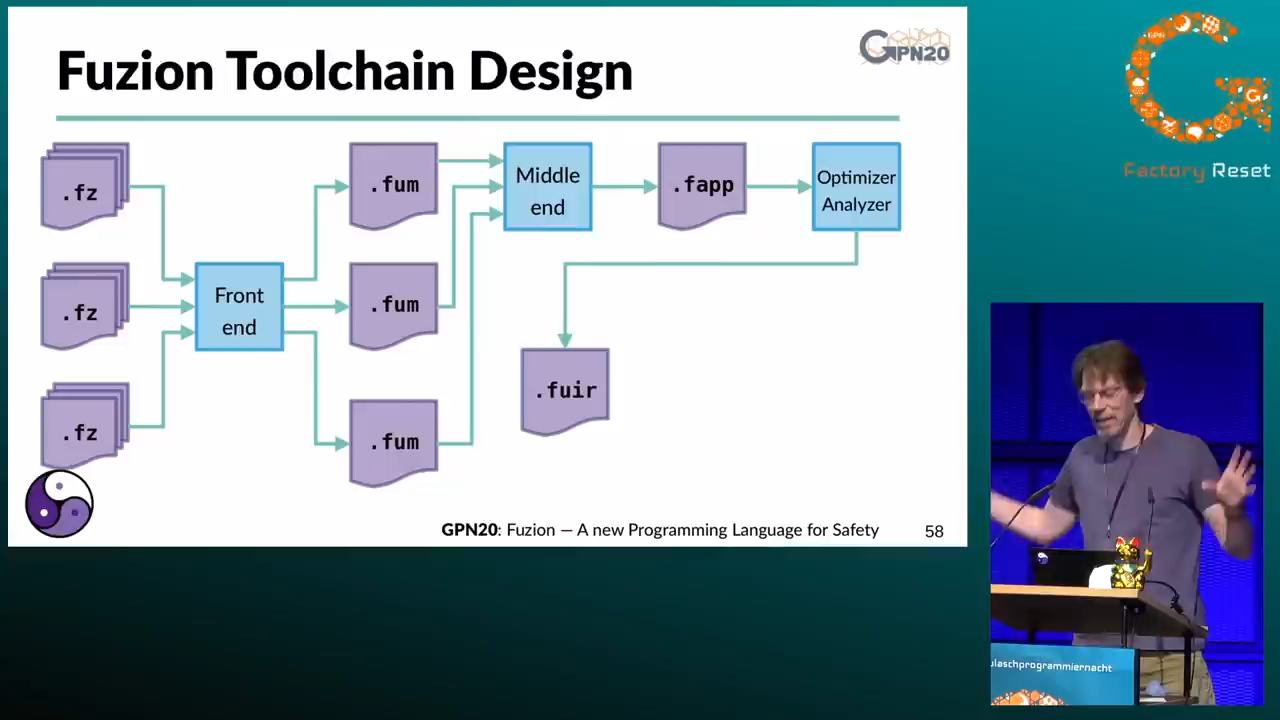 Fuzion Toolchain Design
GPN20
.fz
.fz
.fz
Front
end
.fum
.fum
.fum
Middle
end
.fapp
Optimizer
Analyzer
.fuir
GPN20: Fuzion — A new Programming Language for Safety
58
G
Factory Reset
ulaschprogrammiernacht